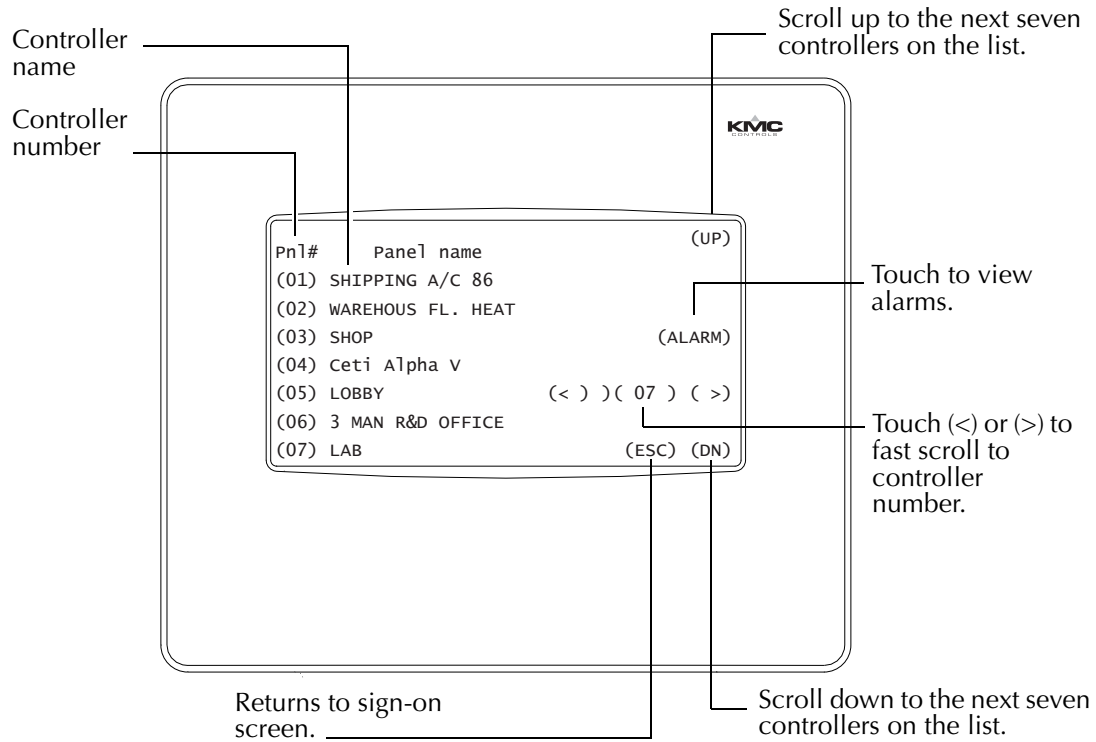 Scroll up to the next seven
controllers on the list.
Controller
name
Controller
number
KMC
CONTROLS
(UP)
Pnl# Panel name
(01) SHIPPING A/C 86
(02) WAREHOUS FL. HEAT
(03) SHOP (ALARM)
(04) Ceti Alpha V
(05) LOBBY (< ) )( 07 ) ( >)
(06) 3 MAN R&D OFFICE
(07) LAB (ESC) (DN)
Touch to view
alarms.
Touch (<) or (>) to
fast scroll to
controller
number.
Returns to sign-on
screen.
Scroll down to the next seven
controllers on the list.